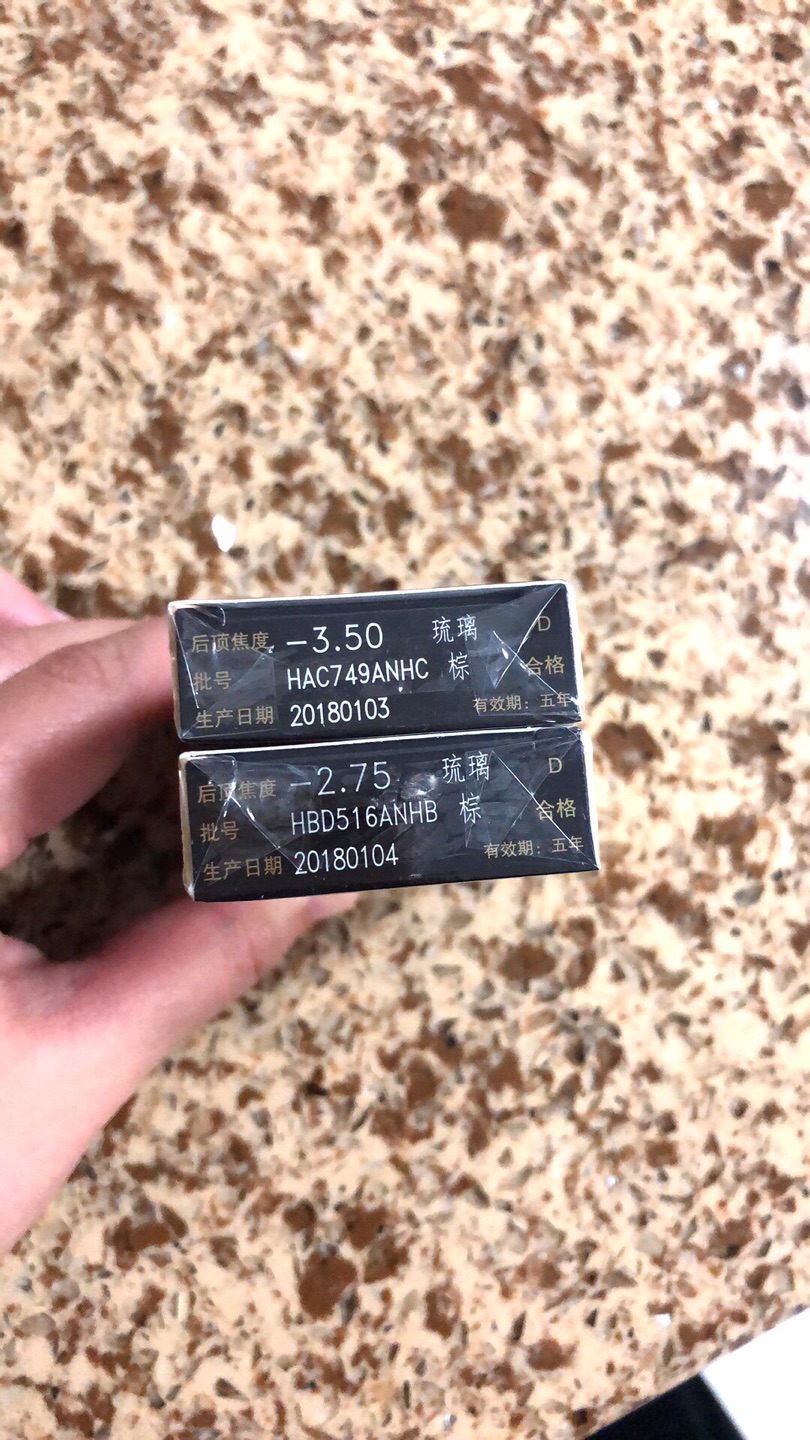 后顶焦度 -3.50 琉璃 D
批号 HAC749ANHC 棕 合格
生产日期 20180103 有效期：五年
后顶焦度 -2.75 琉璃 D
批号 HBD516ANHB 棕 合格
生产日期 20180104 有效期：五年